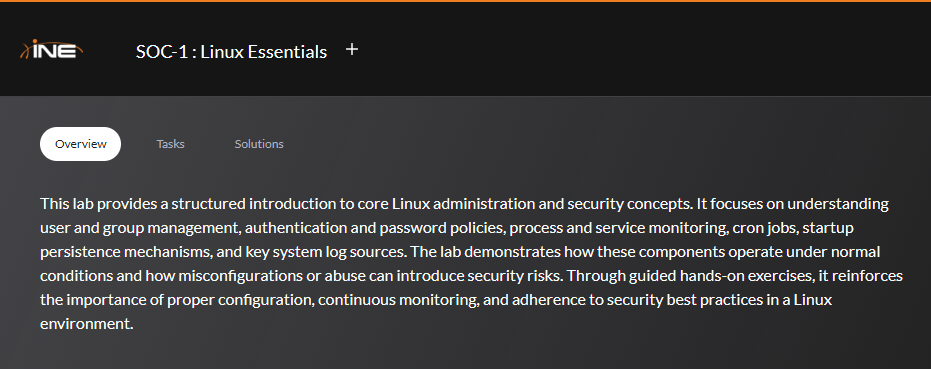 INE
SOC-1 : Linux Essentials +
Overview
Tasks
Solutions
This lab provides a structured introduction to core Linux administration and security concepts. It focuses on understanding
user and group management, authentication and password policies, process and service monitoring, cron jobs, startup
persistence mechanisms, and key system log sources. The lab demonstrates how these components operate under normal
conditions and how misconfigurations or abuse can introduce security risks. Through guided hands-on exercises, it reinforces
the importance of proper configuration, continuous monitoring, and adherence to security best practices in a Linux
environment.